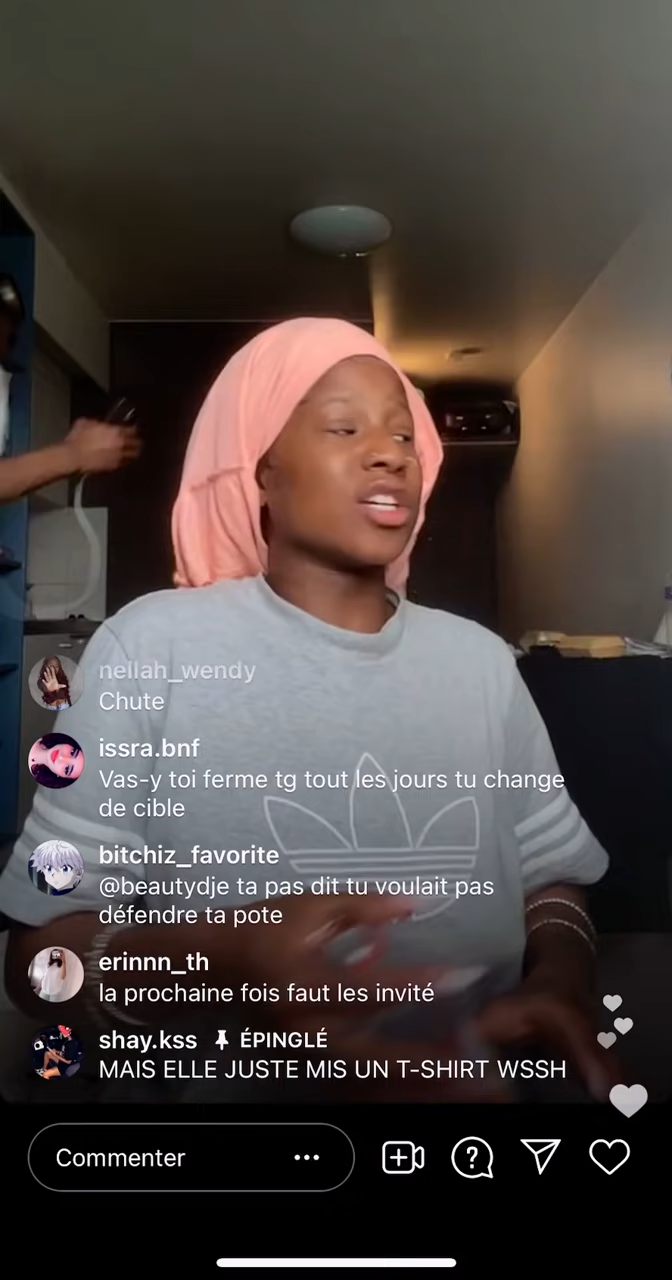 nellah_wendy
Chute
issra.bnf
Vas-y toi ferme tg tout les jours tu change
de cible
bitchiz_favorite
@beautydje ta pas dit tu voulait pas
défendre ta pote
erinnn_th
la prochaine fois faut les invité
shay.kss ÉPINGLÉ
MAIS ELLE JUSTE MIS UN T-SHIRT WSSH
Commenter